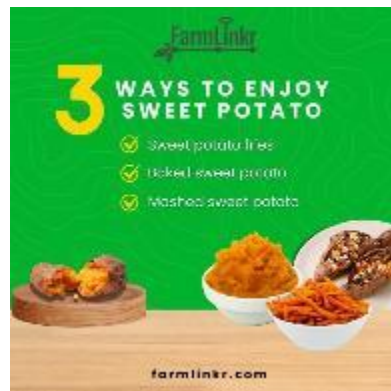 FarmLinkr
3 WAYS TO ENJOY
SWEET POTATO
Sweet potato fries
Baked sweet potato
Mashed sweet potato
farmlinkr.com